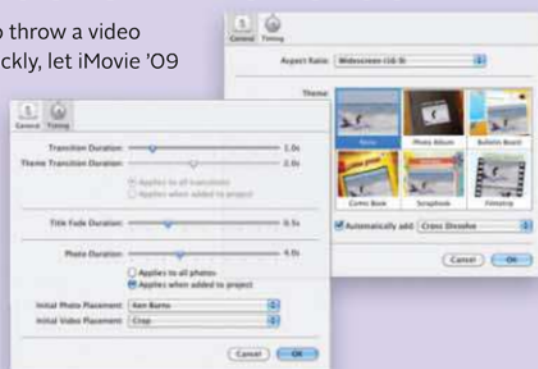 o throw a video
ckly, let iMovie '09
General Timing
Aspect Ratio: Widescreen (16:9)
Theme
None Photo Album Bulletin Board
Comic Book Scrapbook Filmstrip
Automatically add: Cross Dissolve
Cancel OK
General Timing
Transition Duration: 1.0s
Theme Transition Duration: 2.0s
Applies to all transitions
Applies when added to project
Title Fade Duration: 0.5s
Photo Duration: 4.0s
Applies to all photos
Applies when added to project
Initial Photo Placement: Ken Burns
Initial Video Placement: Crop
Cancel OK